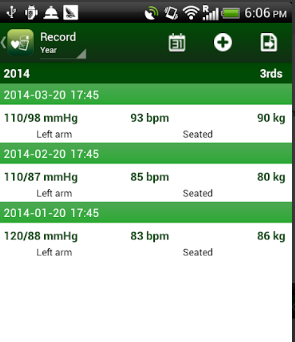 6:06 PM
Record
Year
31
2014 3rds
2014-03-20 17:45
110/98 mmHg 93 bpm 90 kg
Left arm Seated
2014-02-20 17:45
110/87 mmHg 85 bpm 80 kg
Left arm Seated
2014-01-20 17:45
120/88 mmHg 83 bpm 86 kg
Left arm Seated